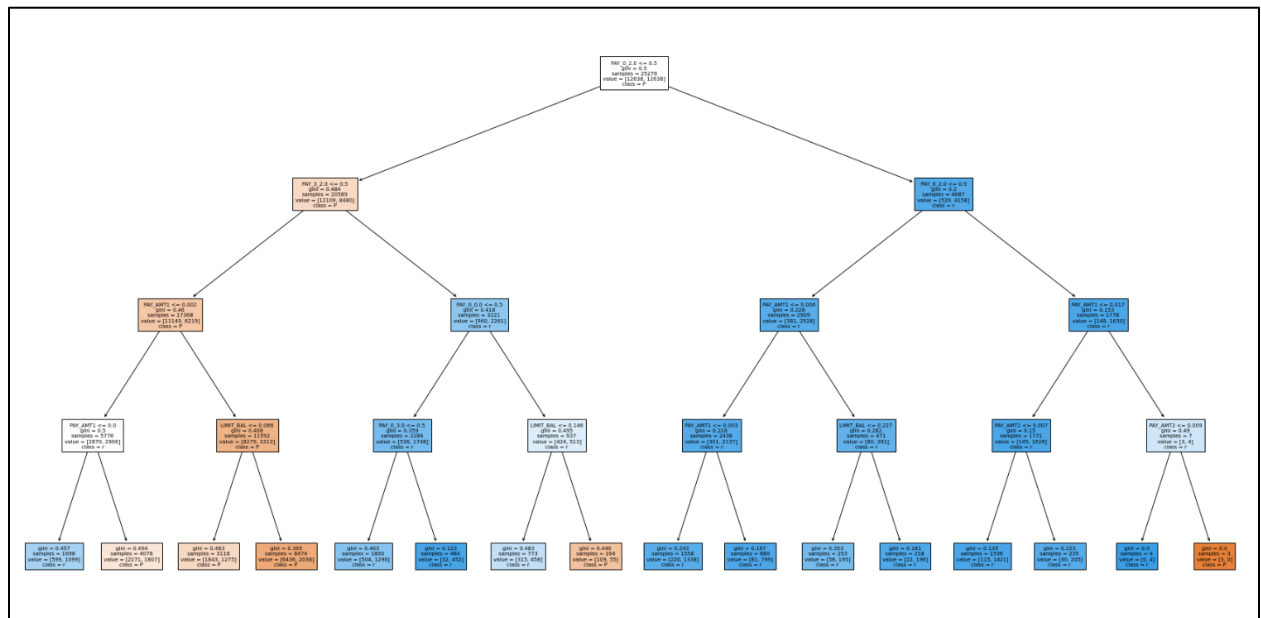 PAY_0_2.0 <= 0.5
gini = 0.5
samples = 25276
value = [12638, 12638]
class = P
PAY_3_2.0 <= 0.5
gini = 0.484
samples = 20589
value = [12109, 8480]
class = P
<= 0.5
gini = 0.2
samples = 4687
value = [529, 4158]
class = r
PAY_AMT1 <= 0.002
gini = 0.46
samples = 17368
value = [11149, 6219]
class = P
PAY_0_0.0 <= 0.5
gini = 0.418
samples = 3221
value = [960, 2261]
class = r
PAY_AMT1 <=
gini = 0.228
samples = 2909
value = [381, 2528]
class = r
PAY_AMT1 <= 0.017
gini = 0.153
samples = 1778
value = [148, 1630]
class = r
PAY_AMT1 <= 0.0
gini = 0.5
samples = 5776
value = [2870, 2906]
class = r
LIMIT_BAL <= 0.066
gini = 0.408
samples = 11592
value = [8279, 3313]
class = P
PAY_0_3.0 <= 0.5
gini = 0.359
samples = 2284
value = [536, 1748]
class = r
LIMIT_BAL <= 0.146
gini = 0.495
samples = 937
value = [424, 513]
class = r
PAY_AMT1 <= 0.003
gini = 0.216
samples = 2438
value = [301, 2137]
class = r
LIMIT_BAL <= 0.227
gini = 0.282
samples = 471
value = [80, 391]
class = r
PAY_AMT1 <= 0.007
gini = 0.15
samples = 1771
value = [145, 1626]
class = r
PAY_AMT2 <= 0.009
gini = 0.49
samples = 7
value = [3, 4]
class = r
gini = 0.457
samples = 1698
value = [599, 1099]
class = r
gini = 0.494
samples = 4078
value = [2271, 1807]
class = P
gini = 0.483
samples = 3118
value = [1843, 1275]
class = P
gini = 0.365
samples = 8474
value = [6436, 2038]
class = P
gini = 0.403
samples = 1800
value = [504, 1296]
class = r
gini = 0.123
samples = 484
value = [32, 452]
class = r
gini = 0.483
samples = 773
value = [315, 458]
class = r
gini = 0.446
samples = 164
value = [109, 55]
class = P
gini = 0.243
samples = 1558
value = [220, 1338]
class = r
gini = 0.167
samples = 880
value = [81, 799]
class = r
gini = 0.353
samples = 253
value = [58, 195]
class = r
gini = 0.181
samples = 218
value = [22, 196]
class = r
gini = 0.139
samples = 1536
value = [115, 1421]
class = r
gini = 0.223
samples = 235
value = [30, 205]
class = r
gini = 0.0
samples = 4
value = [0, 4]
class = r
gini = 0.0
samples = 3
value = [3, 0]
class = P